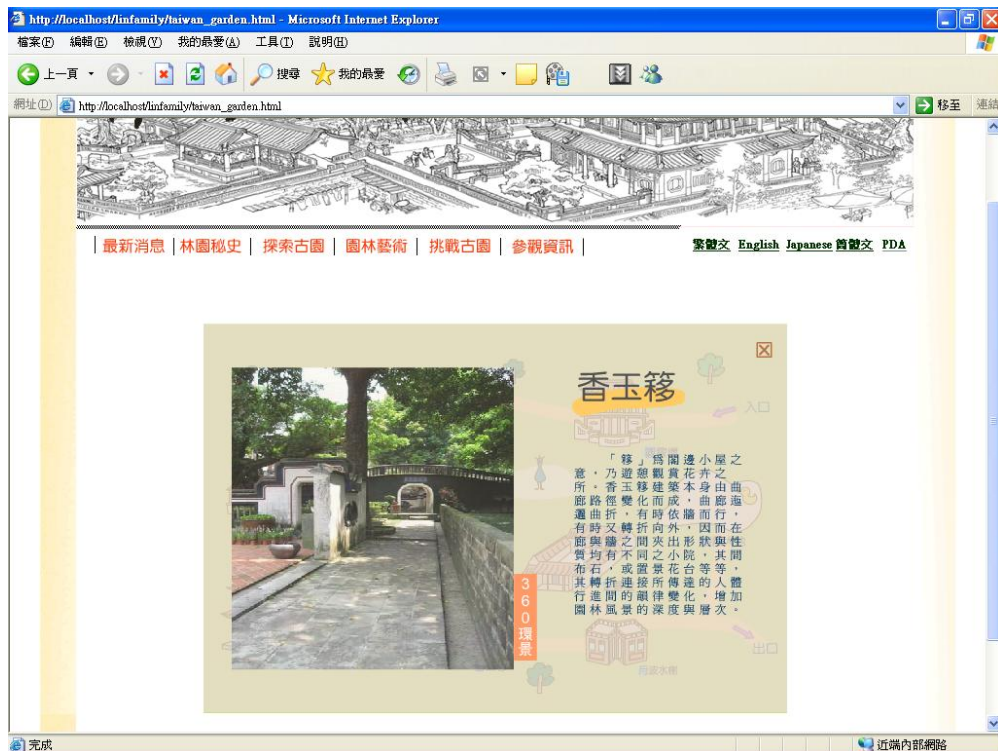 http://localhost/linfamily/taiwan_garden.html - Microsoft Internet Explorer
檔案(F) 編輯(E) 檢視(V) 我的最愛(A) 工具(T) 說明(H)
上一頁 搜尋 我的最愛
網址(D) http://localhost/linfamily/taiwan_garden.html 移至 連結
最新消息 | 林園秘史 | 探索古園 | 園林藝術 | 挑戰古園 | 參觀資訊 |
繁體文 English Japanese 簡體文 PDA
香玉簃
入口
「簃」爲閣邊小屋之
意，乃遊憩觀賞花卉之
所。香玉簃建築本身由曲
廊路徑變化而成，曲廊迤
邐曲折，有時依牆而行，
有時又轉折向外，因而在
廊與牆之間夾出形狀與性
質均有不同之小院，其間
布石，或置景花台等等，
其轉折連接所傳達的人體
行進間的韻律變化，增加
園林風景的深度與層次。
360環景
出口
月波水榭
完成
近端內部網路